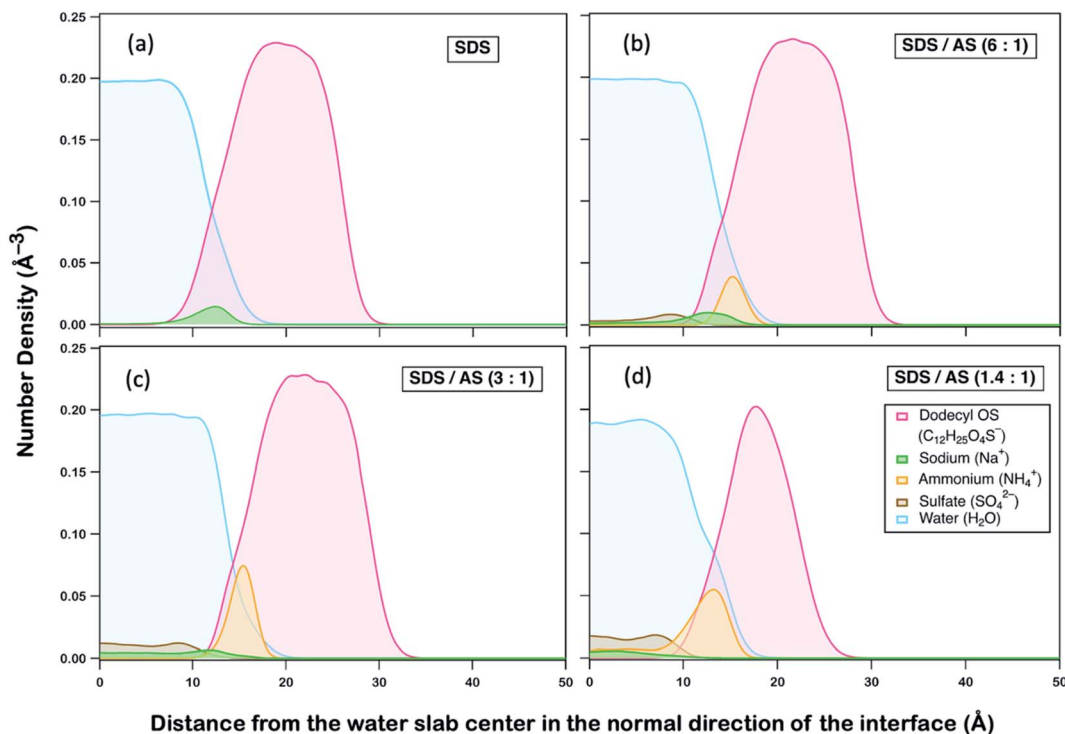 0.25
0.20
0.15
0.10
0.05
0.00
(a)
SDS
(b)
SDS / AS (6 : 1)
0.25
0.20
0.15
0.10
0.05
0.00
(c)
SDS / AS (3 : 1)
(d)
SDS / AS (1.4 : 1)
Dodecyl OS
(C₁₂H₂₅O₄S⁻)
Sodium (Na⁺)
Ammonium (NH₄⁺)
Sulfate (SO₄²⁻)
Water (H₂O)
0 10 20 30 40 50
0 10 20 30 40 50
Number Density (Å⁻³)
Distance from the water slab center in the normal direction of the interface (Å)